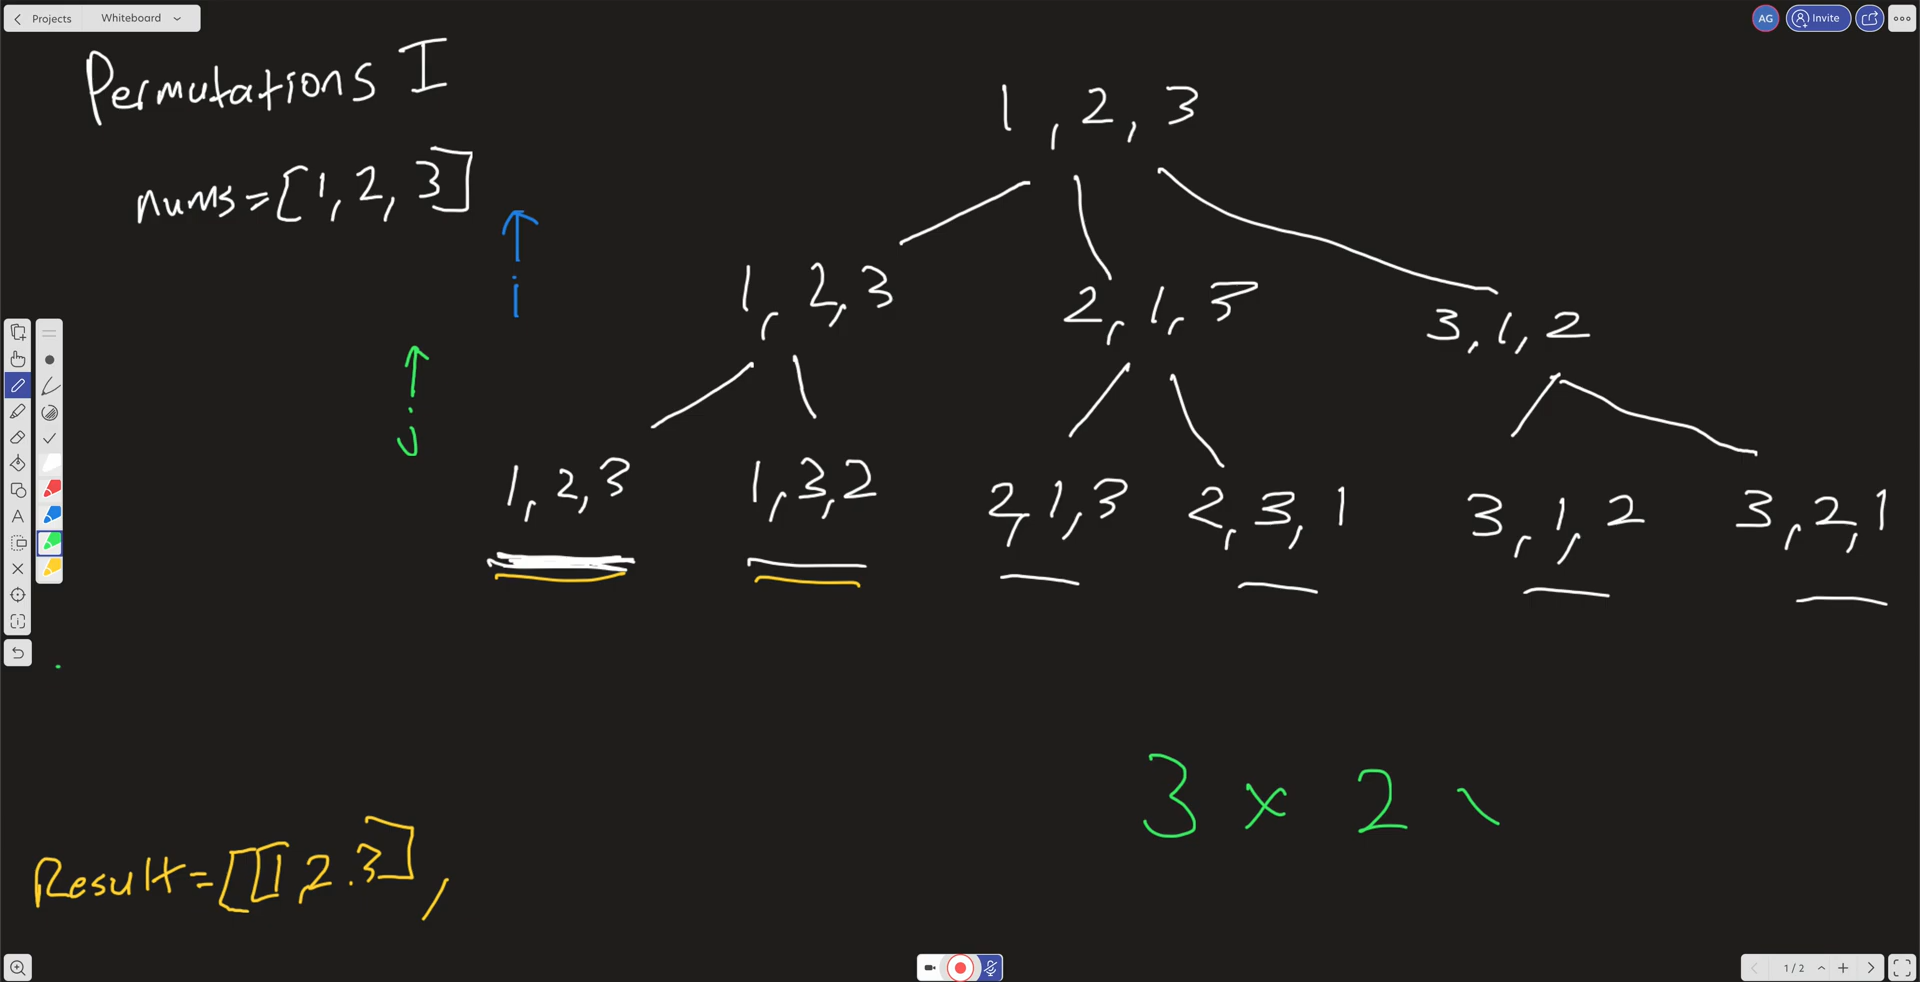 Projects Whiteboard
AG Invite
Permutations I
nums=[1, 2, 3]
i
j
1, 2, 3
1, 2, 3
2, 1, 3
3, 1, 2
1, 2, 3
1, 3, 2
2, 1, 3
2, 3, 1
3, 1, 2
3, 2, 1
A
3 x 2
Result=[[1,2.3],
1/2